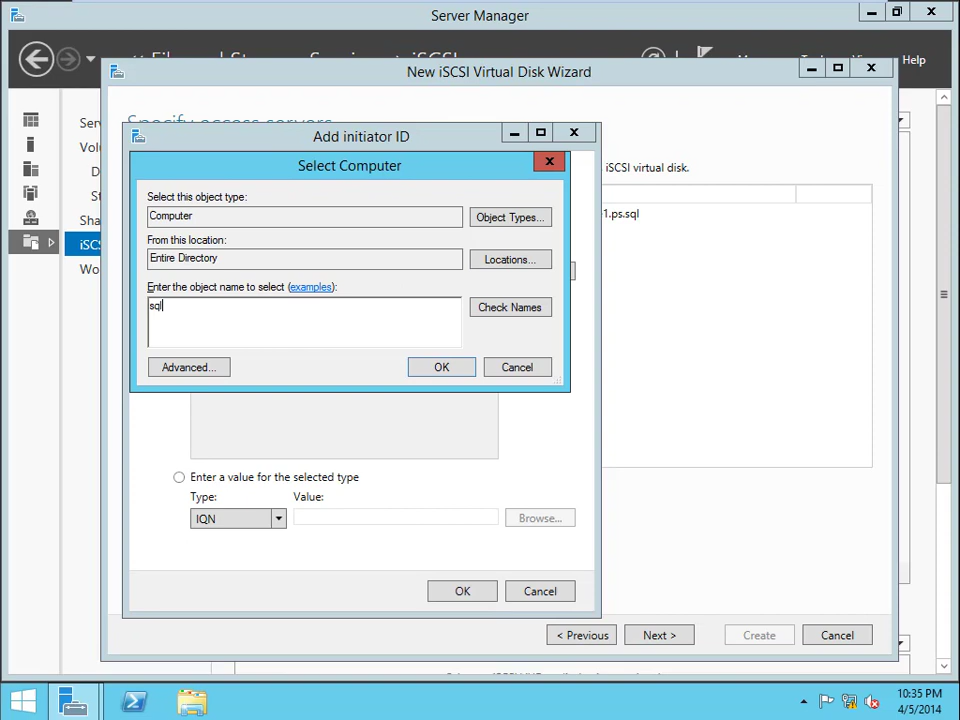 Server Manager
Help
New iSCSI Virtual Disk Wizard
Specify access servers
Add initiator ID
iSCSI virtual disk.
Select Computer
Select this object type:
Computer
Object Types...
1.ps.sql
From this location:
Entire Directory
Locations...
Enter the object name to select (examples):
sql
Check Names
Advanced...
OK
Cancel
Enter a value for the selected type
Type:
Value:
IQN
Browse...
OK
Cancel
< Previous
Next >
Create
Cancel
10:35 PM
4/5/2014